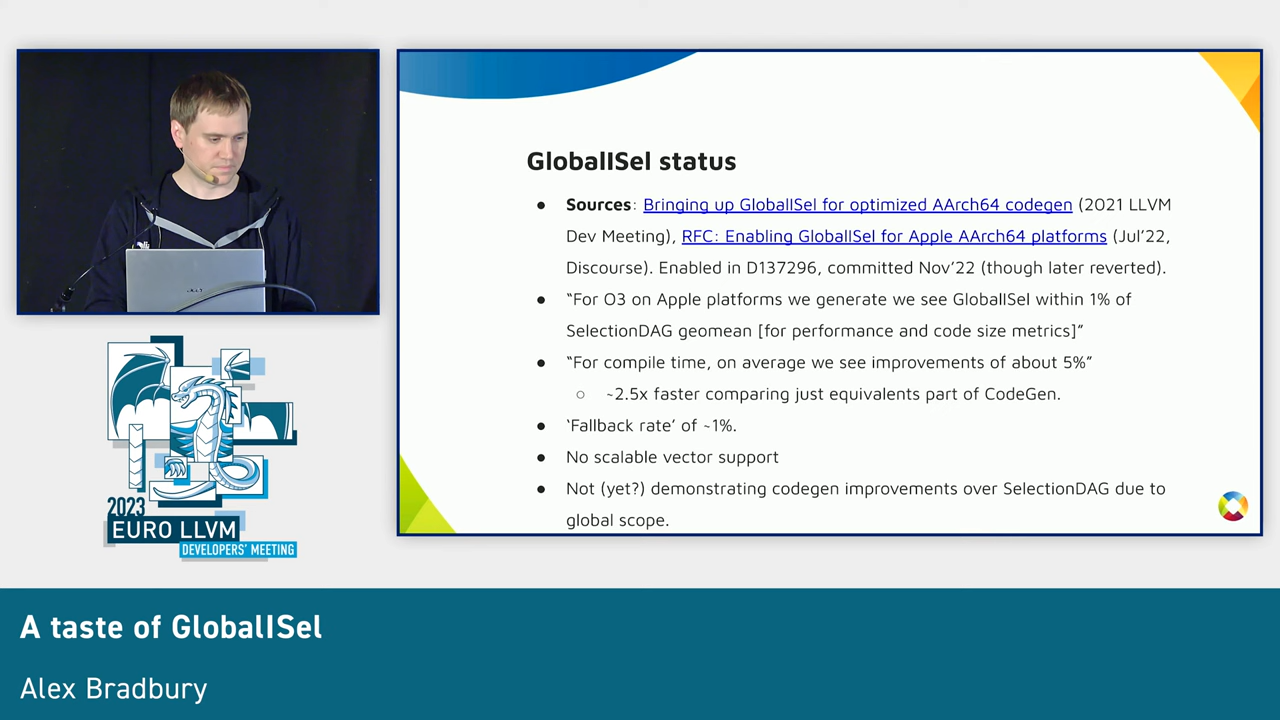 GlobalISel status
● Sources: Bringing up GlobalISel for optimized AArch64 codegen (2021 LLVM
Dev Meeting), RFC: Enabling GlobalISel for Apple AArch64 platforms (Jul'22,
Discourse). Enabled in D137296, committed Nov'22 (though later reverted).
● “For O3 on Apple platforms we generate we see GlobalISel within 1% of
SelectionDAG geomean [for performance and code size metrics]”
● “For compile time, on average we see improvements of about 5%”
○ ~2.5x faster comparing just equivalents part of CodeGen.
● ‘Fallback rate’ of ~1%.
● No scalable vector support
● Not (yet?) demonstrating codegen improvements over SelectionDAG due to
global scope.
2023
EURO LLVM
DEVELOPERS' MEETING
A taste of GlobalISel
Alex Bradbury